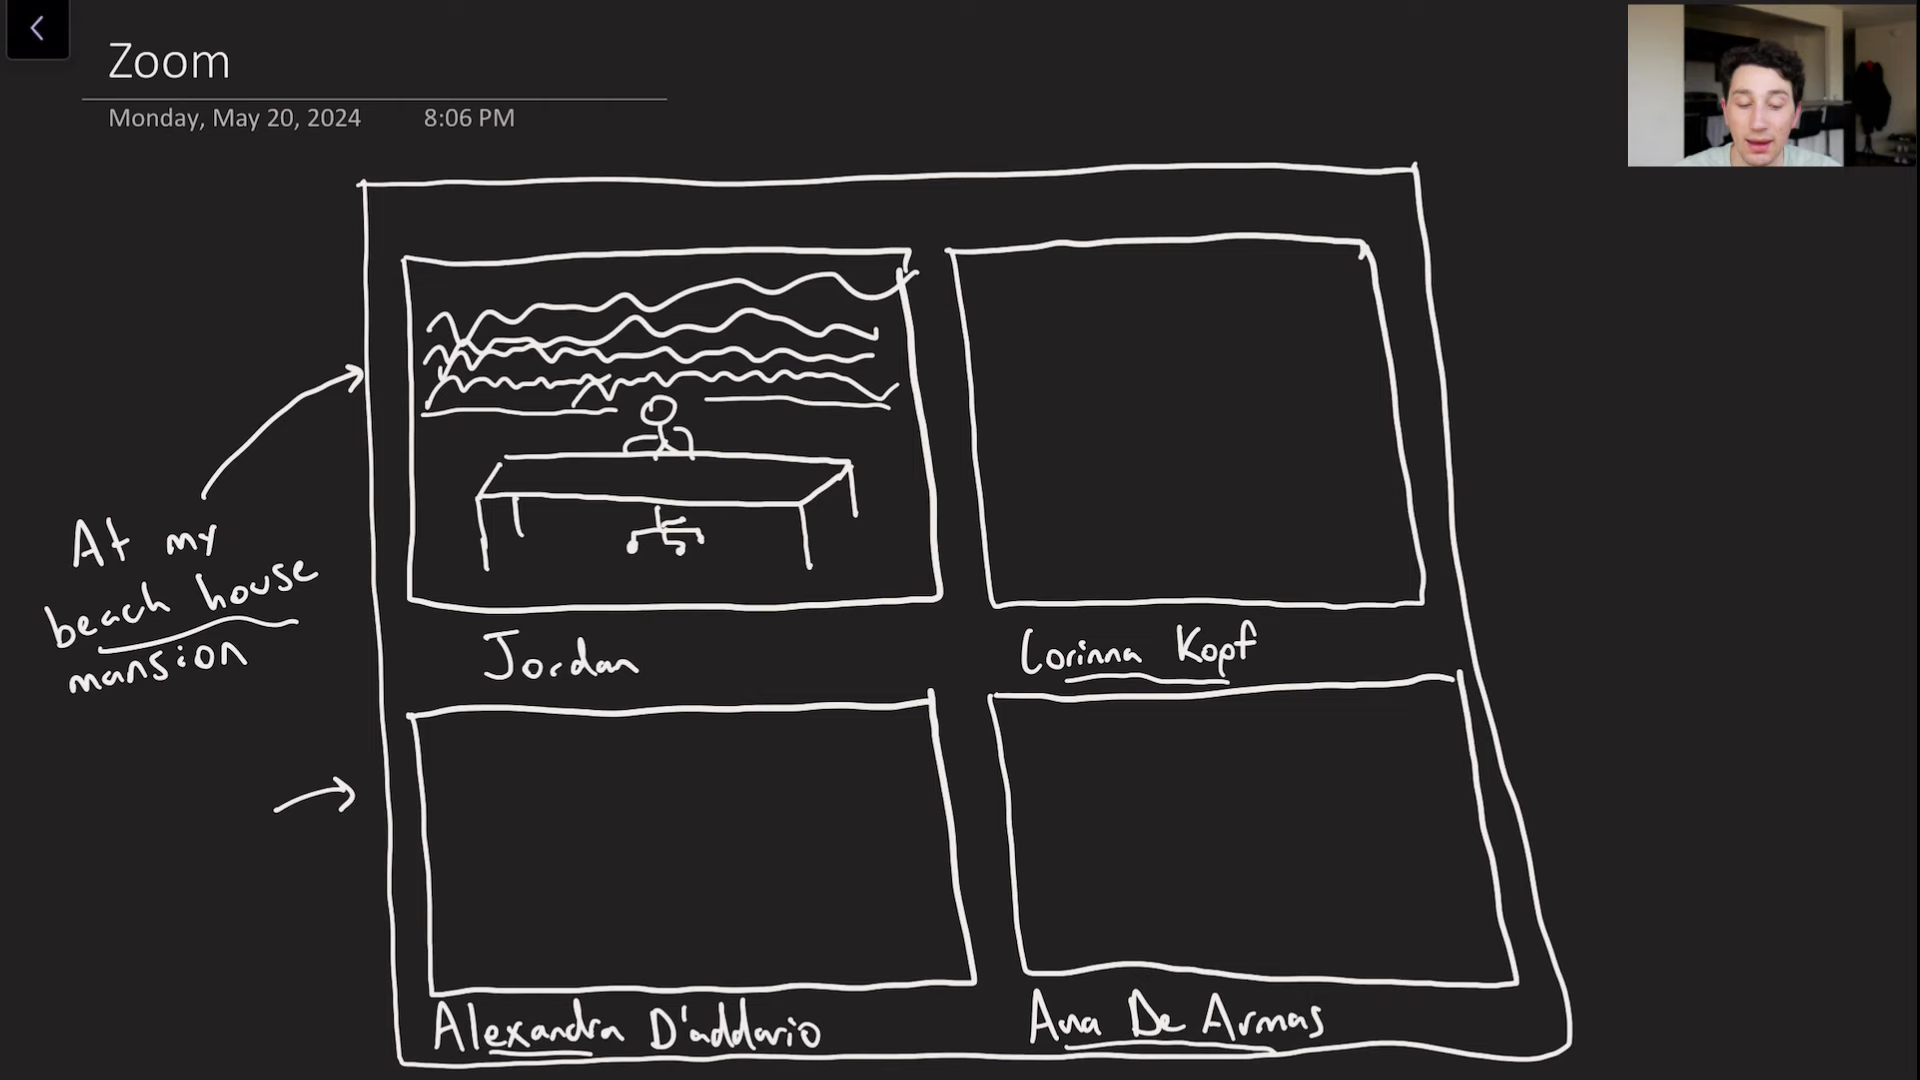 Zoom
Monday, May 20, 2024 8:06 PM
At my
beach house
mansion
Jordan
Corinna Kopf
Alexandra D'addario
Ana De Armas